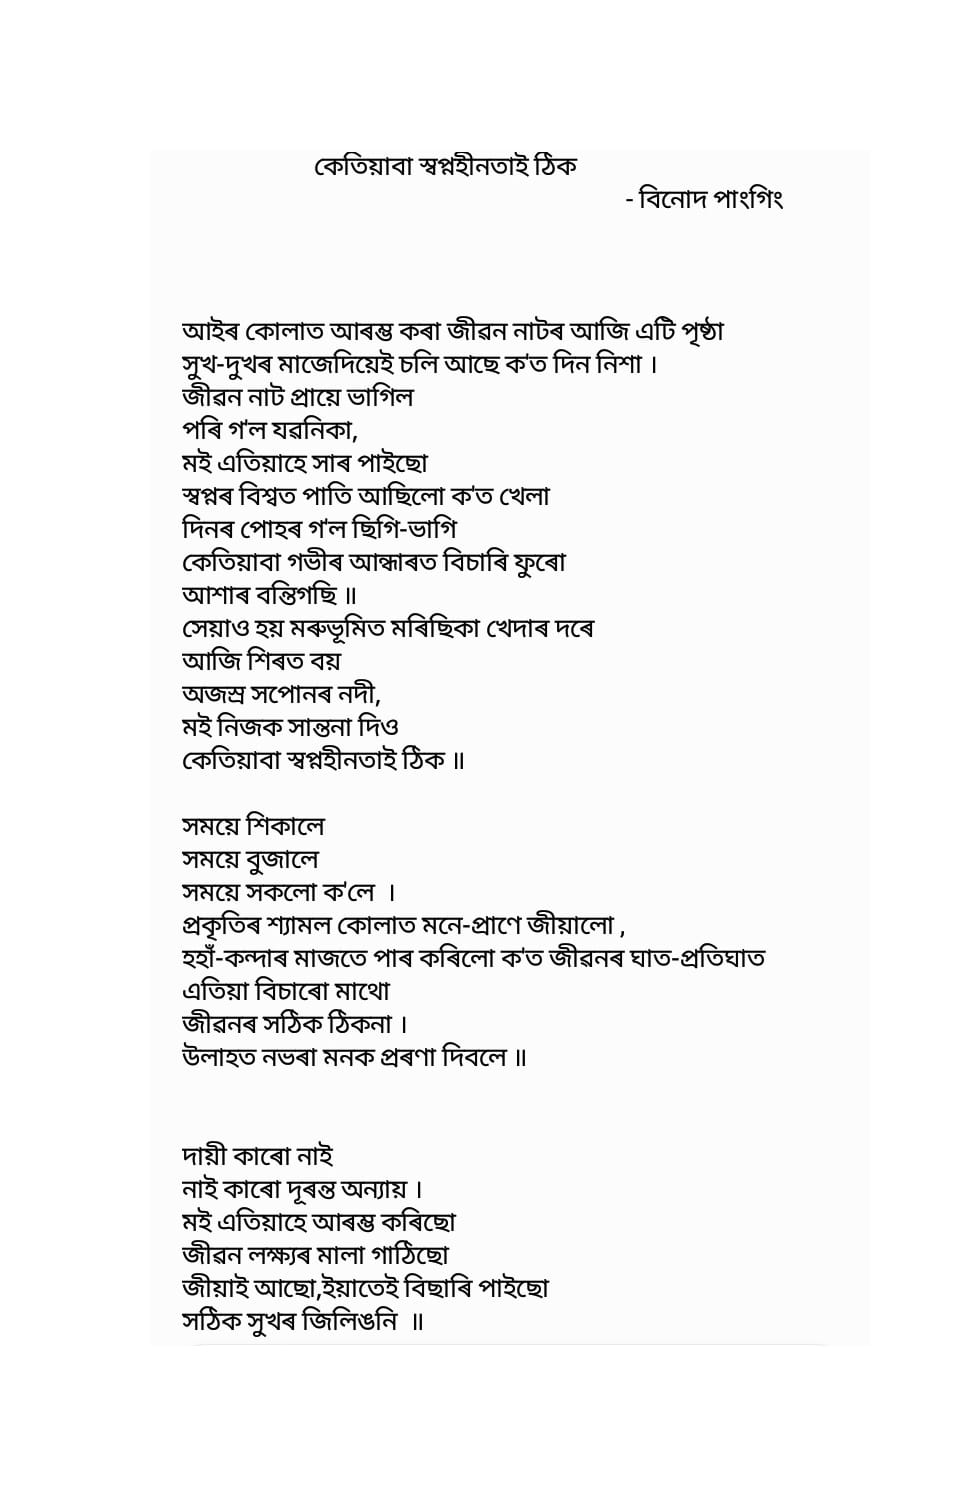 কেতিয়াবা স্বপ্নহীনতাই ঠিক
- বিনোদ পাংগিং
আইৰ কোলাত আৰম্ভ কৰা জীৱন নাটৰ আজি এটি পৃষ্ঠা
সুখ-দুখৰ মাজেদিয়েই চলি আছে ক'ত দিন নিশা ।
জীৱন নাট প্ৰায়ে ভাগিল
পৰি গ'ল যৱনিকা,
মই এতিয়াহে সাৰ পাইছো
স্বপ্নৰ বিশ্বত পাতি আছিলো ক'ত খেলা
দিনৰ পোহৰ গ'ল ছিগি-ভাগি
কেতিয়াবা গভীৰ আন্ধাৰত বিচাৰি ফুৰো
আশাৰ বন্তিগছি ॥
সেয়াও হয় মৰুভূমিত মৰিছিকা খেদাৰ দৰে
আজি শিৰত বয়
অজস্ৰ সপোনৰ নদী,
মই নিজক সান্তনা দিও
কেতিয়াবা স্বপ্নহীনতাই ঠিক ॥
সময়ে শিকালে
সময়ে বুজালে
সময়ে সকলো ক'লে ।
প্ৰকৃতিৰ শ্যামল কোলাত মনে-প্ৰাণে জীয়ালো ,
হহাঁ-কন্দাৰ মাজতে পাৰ কৰিলো ক'ত জীৱনৰ ঘাত-প্ৰতিঘাত
এতিয়া বিচাৰো মাথো
জীৱনৰ সঠিক ঠিকনা ।
উলাহত নভৰা মনক প্ৰৰণা দিবলে ॥
দায়ী কাৰো নাই
নাই কাৰো দূৰন্ত অন্যায় ।
মই এতিয়াহে আৰম্ভ কৰিছো
জীৱন লক্ষ্যৰ মালা গাঠিছো
জীয়াই আছো,ইয়াতেই বিছাৰি পাইছো
সঠিক সুখৰ জিলিঙনি ॥